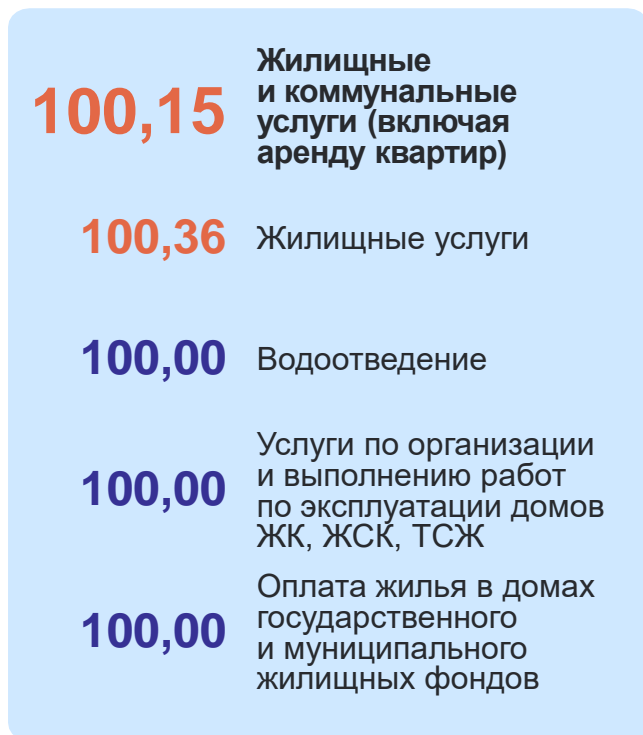 100,15
Жилищные
и коммунальные
услуги (включая
аренду квартир)
100,36
Жилищные услуги
100,00
Водоотведение
100,00
Услуги по организации
и выполнению работ
по эксплуатации домов
ЖК, ЖСК, ТСЖ
100,00
Оплата жилья в домах
государственного
и муниципального
жилищных фондов